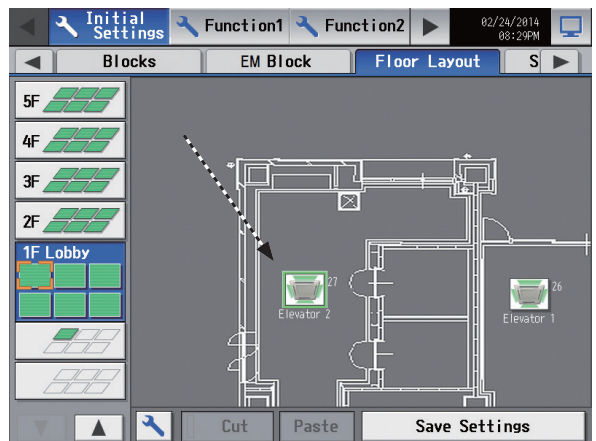 Initial
Settings
Function1
Function2
02/24/2014
08:29PM
Blocks
EM Block
Floor Layout
S
5F
4F
3F
2F
1F Lobby
27
Elevator 2
26
Elevator 1
Cut
Paste
Save Settings